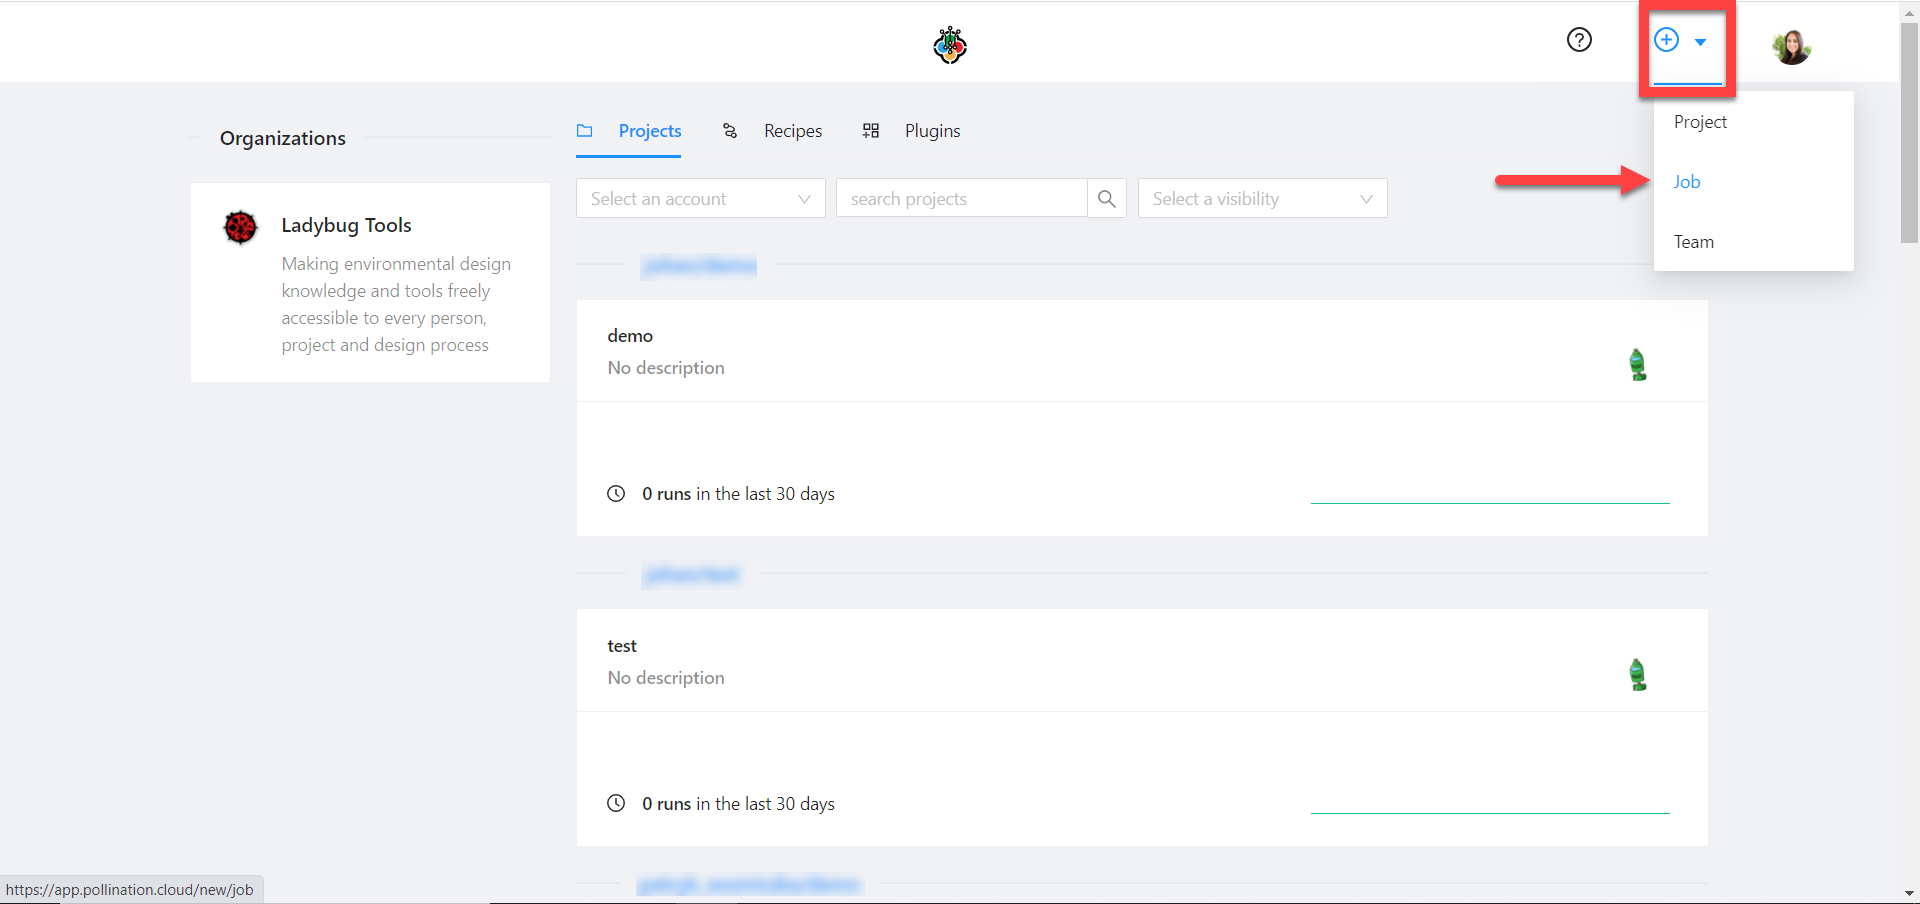 Organizations
Projects
Recipes
Plugins
Project
Job
Team
Select an account
search projects
Select a visibility
Ladybug Tools
Making environmental design
knowledge and tools freely
accessible to every person,
project and design process
demo
No description
0 runs in the last 30 days
test
No description
0 runs in the last 30 days
https://app.pollination.cloud/new/job